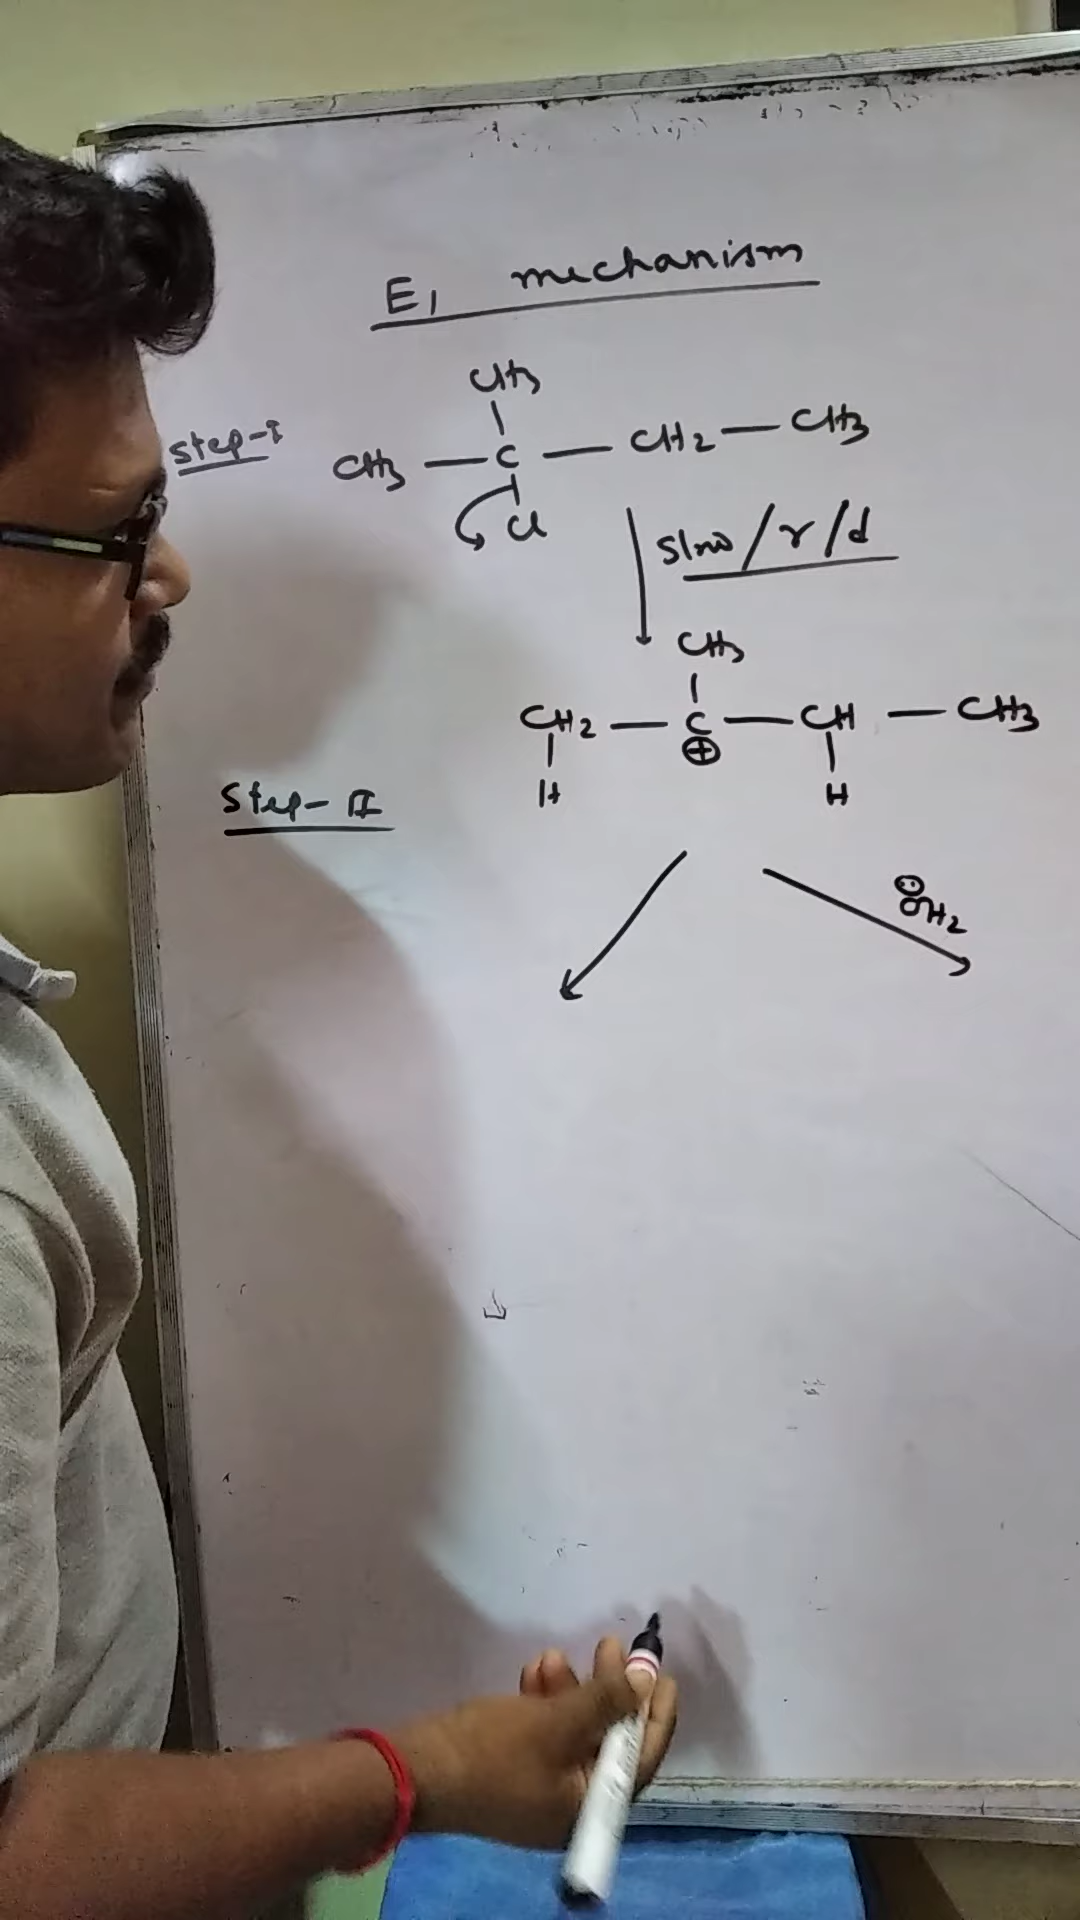 E1 mechanism
CH3
|
Step-I CH3 — C — CH2 — CH3
|
Cl
Slow/r/d
CH3
|
CH2 — C — CH — CH3
| ⊕ |
H H
Step-II
⊖
:OH2